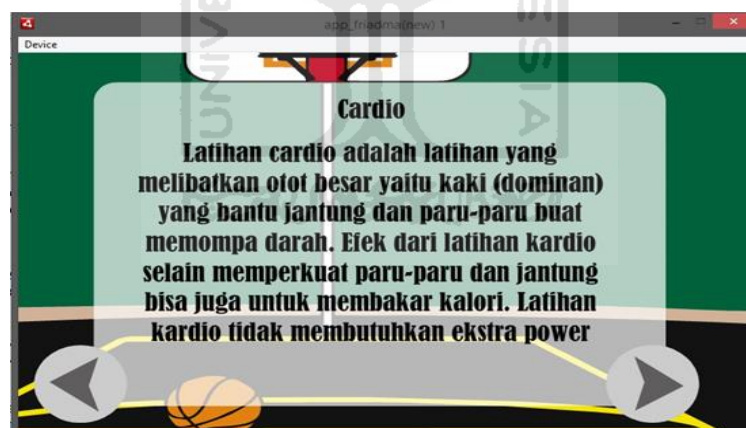 app_friadma(new) 1
Device
Cardio
Latihan cardio adalah latihan yang
melibatkan otot besar yaitu kaki (dominan)
yang bantu jantung dan paru-paru buat
memompa darah. Efek dari latihan kardio
selain memperkuat paru-paru dan jantung
bisa juga untuk membakar kalori. Latihan
kardio tidak membutuhkan ekstra power